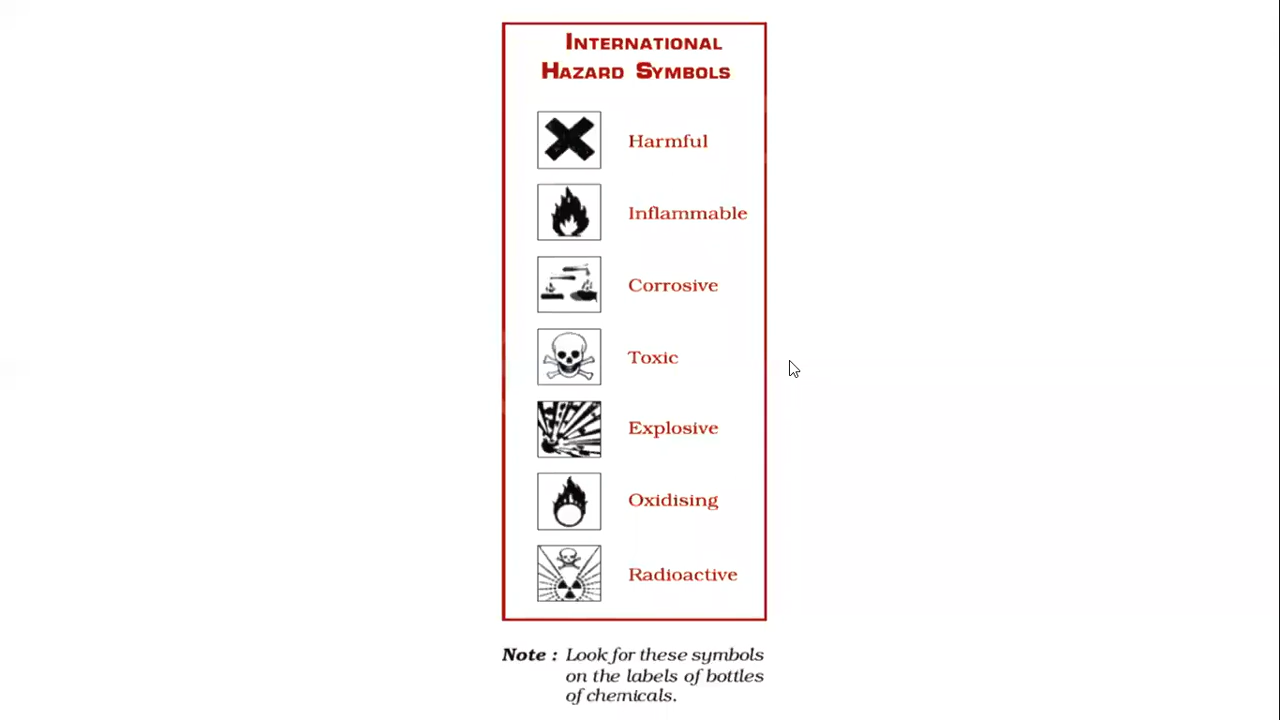 INTERNATIONAL
HAZARD SYMBOLS
Harmful
Inflammable
Corrosive
Toxic
Explosive
Oxidising
Radioactive
Note : Look for these symbols
on the labels of bottles
of chemicals.